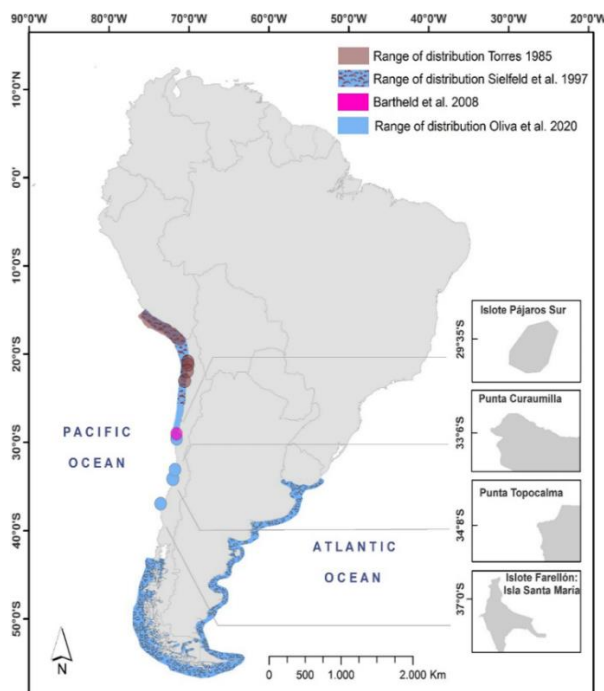 90°0'W 80°0'W 70°0'W 60°0'W 50°0'W 40°0'W 30°0'W 20°0'W
Range of distribution Torres 1985
Range of distribution Sielfeld et al. 1997
Bartheld et al. 2008
Range of distribution Oliva et al. 2020
10°0'N
0°0'
10°0'S
20°0'S
30°0'S
40°0'S
50°0'S
PACIFIC
OCEAN
ATLANTIC
OCEAN
Islote Pájaros Sur
29°35'S
Punta Curaumilla
33°6'S
Punta Topocalma
34°8'S
Islote Farellón:
Isla Santa María
37°0'S
N
0 500 1.000 2.000 Km